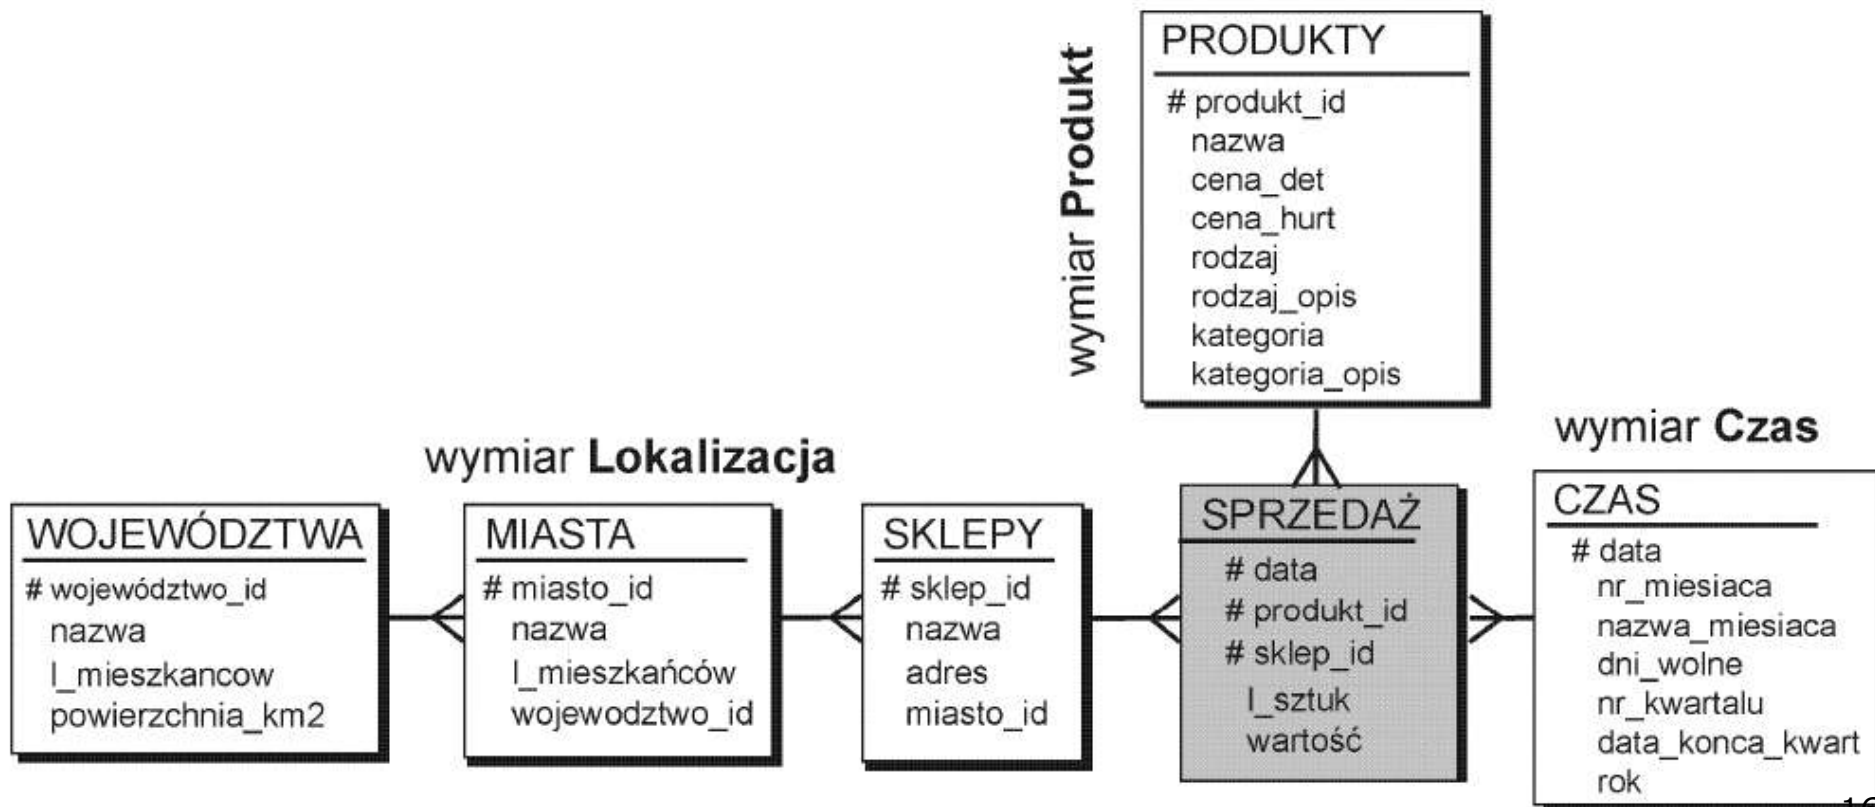 wymiar Produkt
PRODUKTY
# produkt_id
nazwa
cena_det
cena_hurt
rodzaj
rodzaj_opis
kategoria
kategoria_opis
wymiar Lokalizacja
WOJEWÓDZTWA
# województwo_id
nazwa
l_mieszkancow
powierzchnia_km2
MIASTA
# miasto_id
nazwa
l_mieszkańców
wojewodztwo_id
SKLEPY
# sklep_id
nazwa
adres
miasto_id
SPRZEDAŻ
# data
# produkt_id
# sklep_id
l_sztuk
wartość
wymiar Czas
CZAS
# data
nr_miesiaca
nazwa_miesiaca
dni_wolne
nr_kwartalu
data_konca_kwart
rok